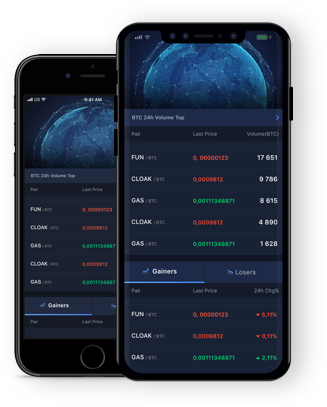 iOS
9:41 AM
BTC 24h Volume Top
Pair Last Price
FUN / BTC 0, 00000123
CLOAK / BTC 0,0009812
GAS / BTC 0,00111348871
CLOAK / BTC 0,0009812
GAS / BTC 0,00111348871
Gainers
Pair Last Price
BTC 24h Volume Top
Pair Last Price Volume(BTC)
FUN / BTC 0, 00000123 17 651
CLOAK / BTC 0,0009812 9 786
GAS / BTC 0,00111348871 8 615
CLOAK / BTC 0,0009812 4 890
GAS / BTC 0,00111348871 1 628
Gainers Losers
Pair Last Price 24h Chg%
FUN / BTC 0, 00000123 5,11%
CLOAK / BTC 0,0009812 0,11%
GAS / BTC 0,00111348871 2,11%